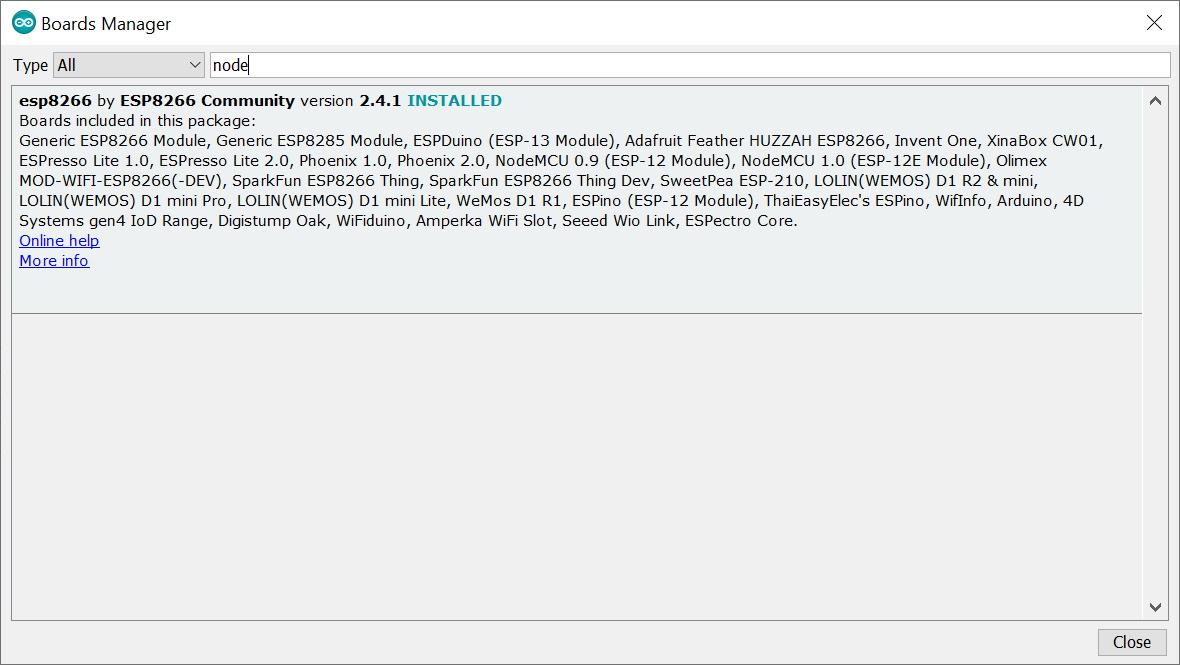 Boards Manager
Type All node
esp8266 by ESP8266 Community version 2.4.1 INSTALLED
Boards included in this package:
Generic ESP8266 Module, Generic ESP8285 Module, ESPDuino (ESP-13 Module), Adafruit Feather HUZZAH ESP8266, Invent One, XinaBox CW01,
ESPresso Lite 1.0, ESPresso Lite 2.0, Phoenix 1.0, Phoenix 2.0, NodeMCU 0.9 (ESP-12 Module), NodeMCU 1.0 (ESP-12E Module), Olimex
MOD-WIFI-ESP8266(-DEV), SparkFun ESP8266 Thing, SparkFun ESP8266 Thing Dev, SweetPea ESP-210, LOLIN(WEMOS) D1 R2 & mini,
LOLIN(WEMOS) D1 mini Pro, LOLIN(WEMOS) D1 mini Lite, WeMos D1 R1, ESPino (ESP-12 Module), ThaiEasyElec's ESPino, WifInfo, Arduino, 4D
Systems gen4 IoD Range, Digistump Oak, WiFiduino, Amperka WiFi Slot, Seeed Wio Link, ESPectro Core.
Online help
More info
Close